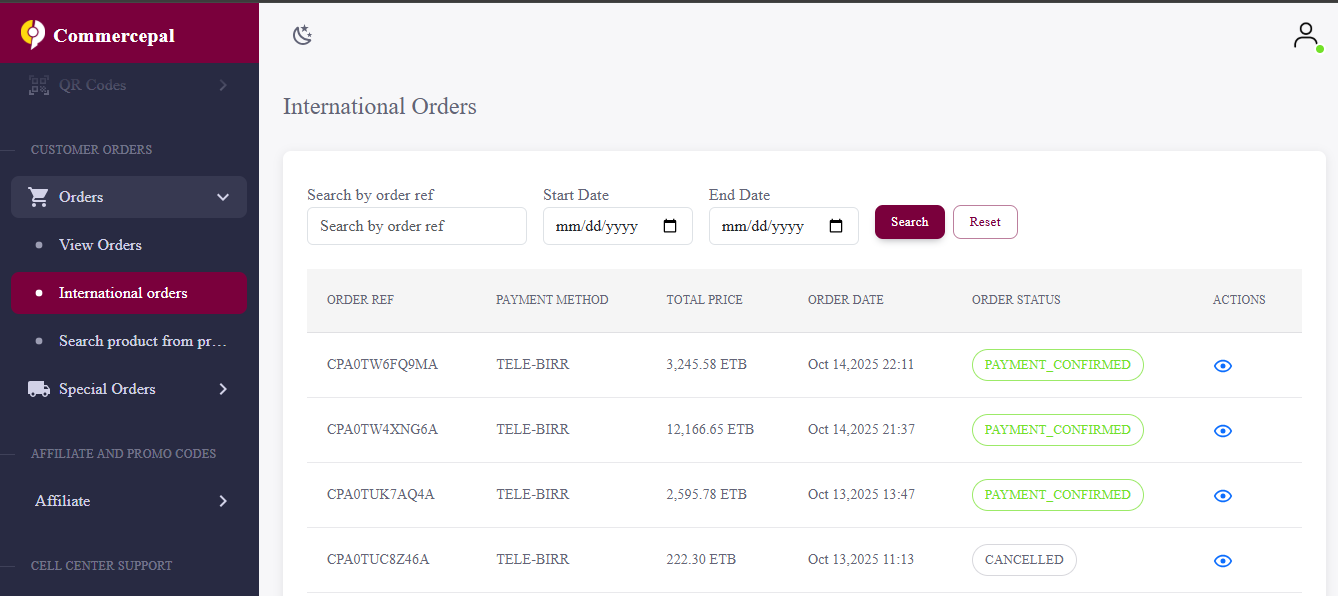 Commercepal
QR Codes
CUSTOMER ORDERS
Orders
View Orders
International orders
Search product from pr…
Special Orders
AFFILIATE AND PROMO CODES
Affiliate
CELL CENTER SUPPORT
International Orders
Search by order ref Start Date End Date
Search by order ref mm/dd/yyyy mm/dd/yyyy Search Reset
ORDER REF PAYMENT METHOD TOTAL PRICE ORDER DATE ORDER STATUS ACTIONS
CPA0TW6FQ9MA TELE-BIRR 3,245.58 ETB Oct 14,2025 22:11 PAYMENT_CONFIRMED
CPA0TW4XNG6A TELE-BIRR 12,166.65 ETB Oct 14,2025 21:37 PAYMENT_CONFIRMED
CPA0TUK7AQ4A TELE-BIRR 2,595.78 ETB Oct 13,2025 13:47 PAYMENT_CONFIRMED
CPA0TUC8Z46A TELE-BIRR 222.30 ETB Oct 13,2025 11:13 CANCELLED